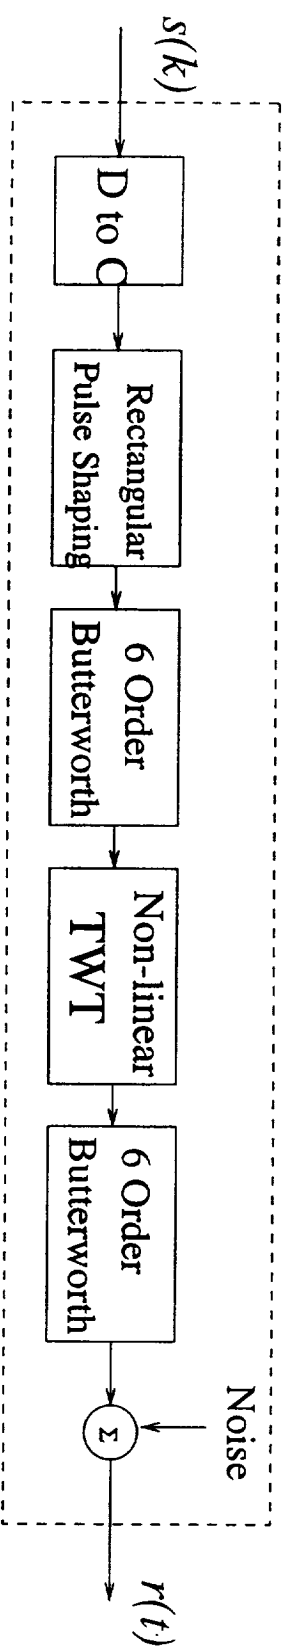 s(k)
D to C
Rectangular
Pulse Shaping
6 Order
Butterworth
Non-linear
TWT
6 Order
Butterworth
Σ
Noise
r(t)